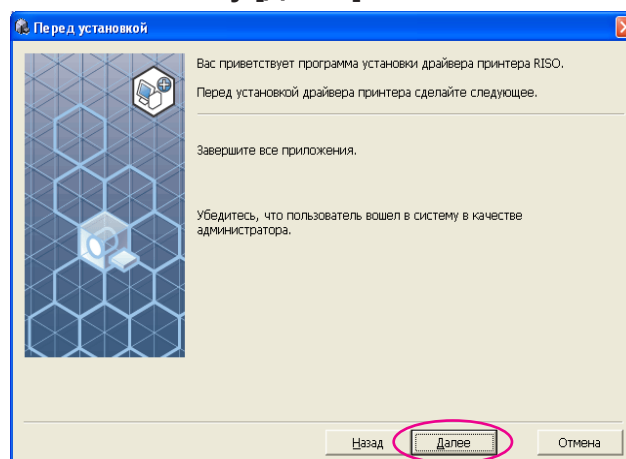 Перед установкой
Вас приветствует программа установки драйвера принтера RISO.
Перед установкой драйвера принтера сделайте следующее.
Завершите все приложения.
Убедитесь, что пользователь вошел в систему в качестве
администратора.
Назад
Далее
Отмена